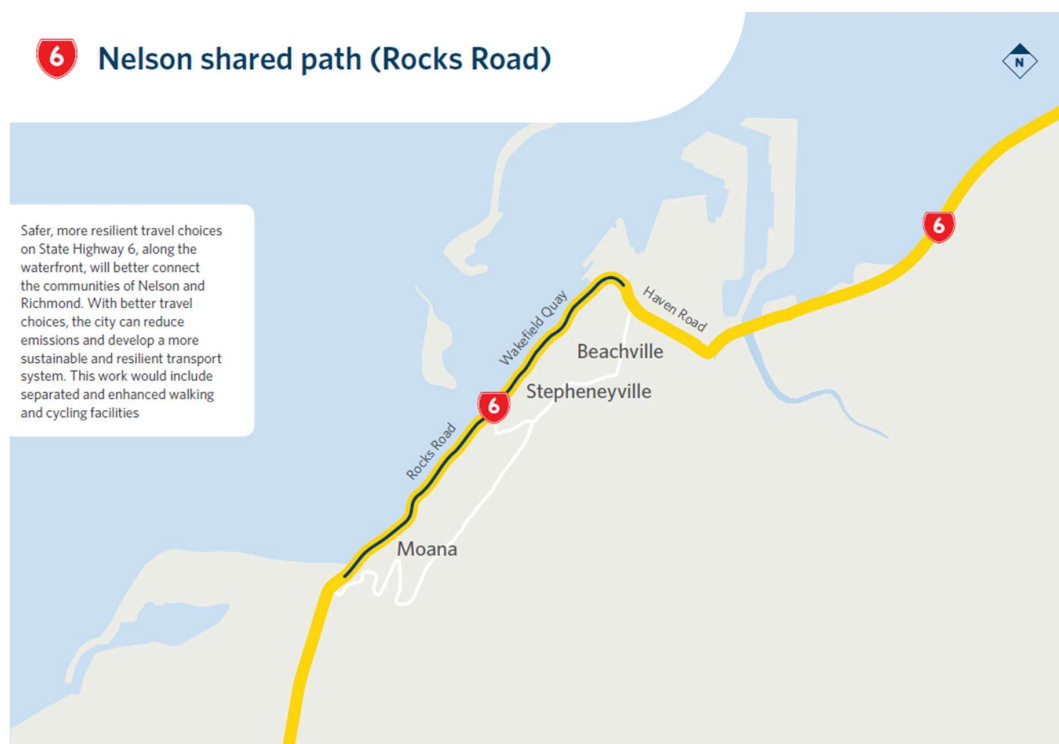 6 Nelson shared path (Rocks Road)
N
Safer, more resilient travel choices
on State Highway 6, along the
waterfront, will better connect
the communities of Nelson and
Richmond. With better travel
choices, the city can reduce
emissions and develop a more
sustainable and resilient transport
system. This work would include
separated and enhanced walking
and cycling facilities
6
Wakefield Quay
Haven Road
Beachville
Stepheneyville
6
Rocks Road
Moana